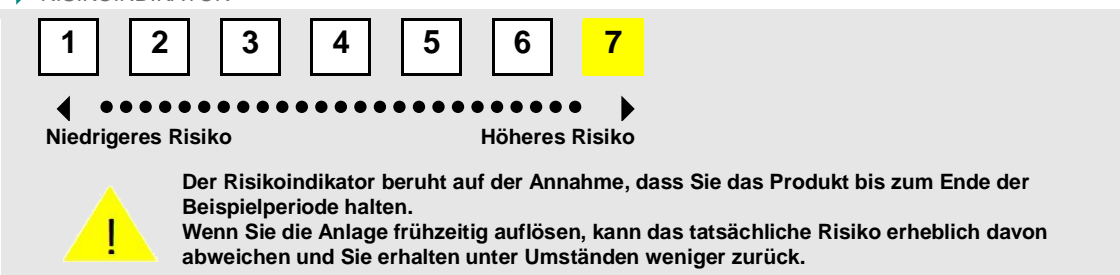 RISIKOINDIKATOR
1 2 3 4 5 6 7
Niedrigeres Risiko Höheres Risiko
Der Risikoindikator beruht auf der Annahme, dass Sie das Produkt bis zum Ende der
Beispielperiode halten.
Wenn Sie die Anlage frühzeitig auflösen, kann das tatsächliche Risiko erheblich davon
abweichen und Sie erhalten unter Umständen weniger zurück.